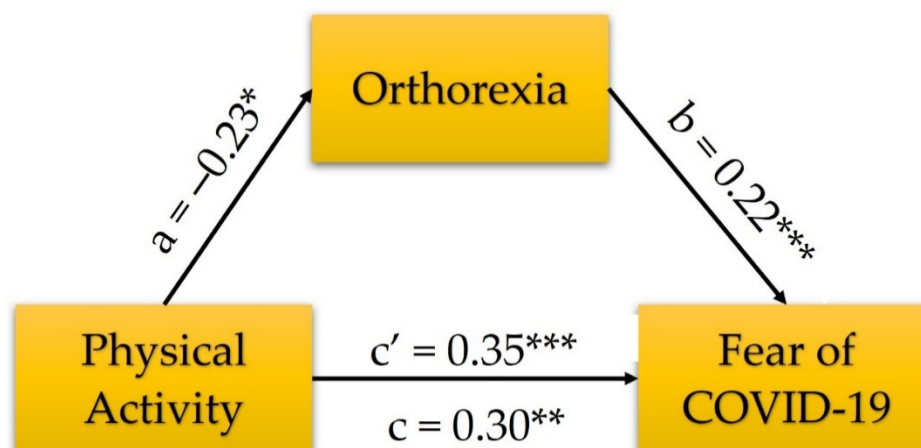 Orthorexia
a = –0.23*
b = 0.22***
Physical
Activity
c’ = 0.35***
c = 0.30**
Fear of
COVID-19